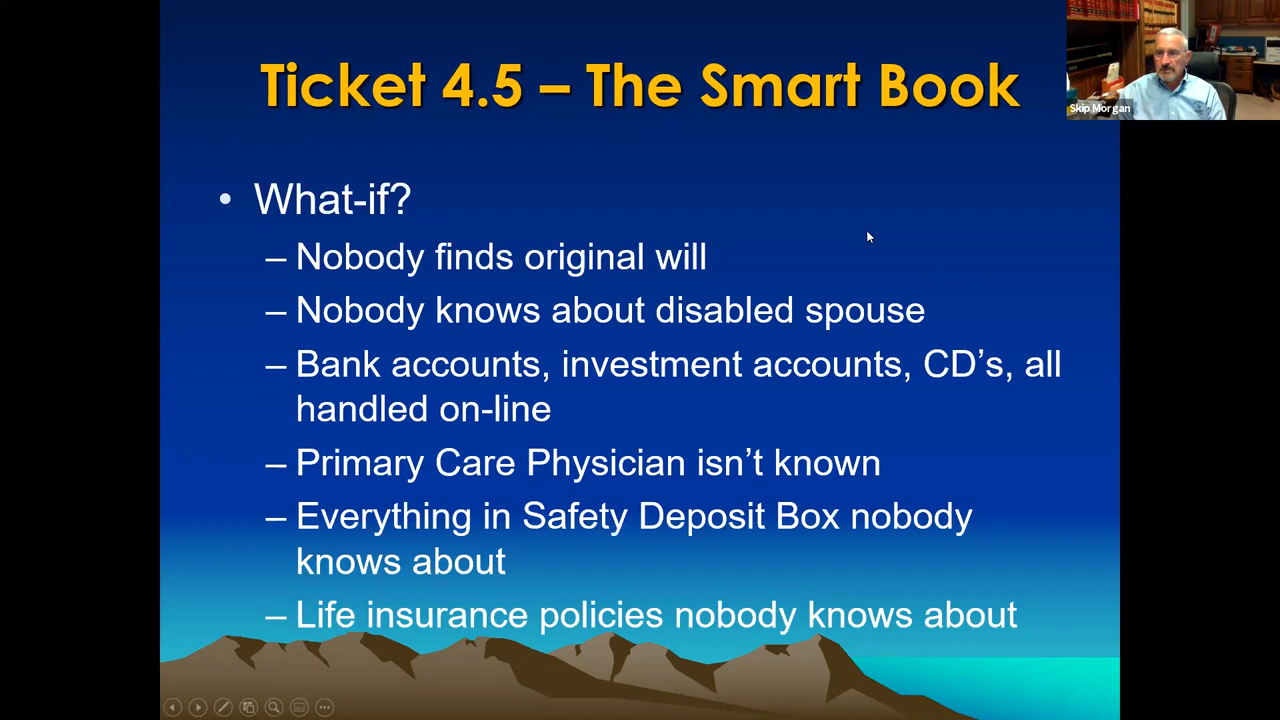 Ticket 4.5 – The Smart Book
Skip Morgan
• What-if?
– Nobody finds original will
– Nobody knows about disabled spouse
– Bank accounts, investment accounts, CD’s, all
handled on-line
– Primary Care Physician isn’t known
– Everything in Safety Deposit Box nobody
knows about
– Life insurance policies nobody knows about